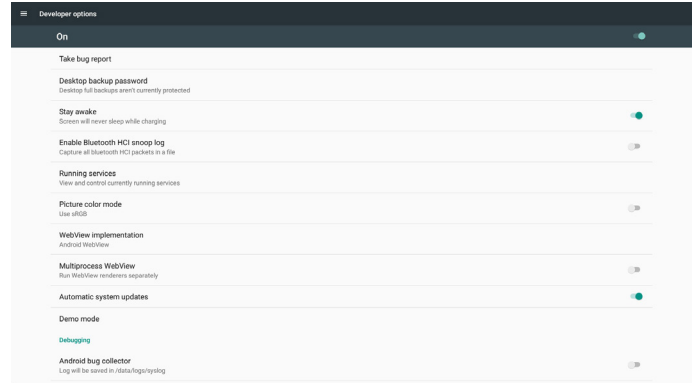 Developer options
On
Take bug report
Desktop backup password
Desktop full backups aren't currently protected
Stay awake
Screen will never sleep while charging
Enable Bluetooth HCI snoop log
Capture all bluetooth HCI packets in a file
Running services
View and control currently running services
Picture color mode
Use sRGB
WebView implementation
Android WebView
Multiprocess WebView
Run WebView renderers separately
Automatic system updates
Demo mode
Debugging
Android bug collector
Log will be saved in /data/logs/syslog